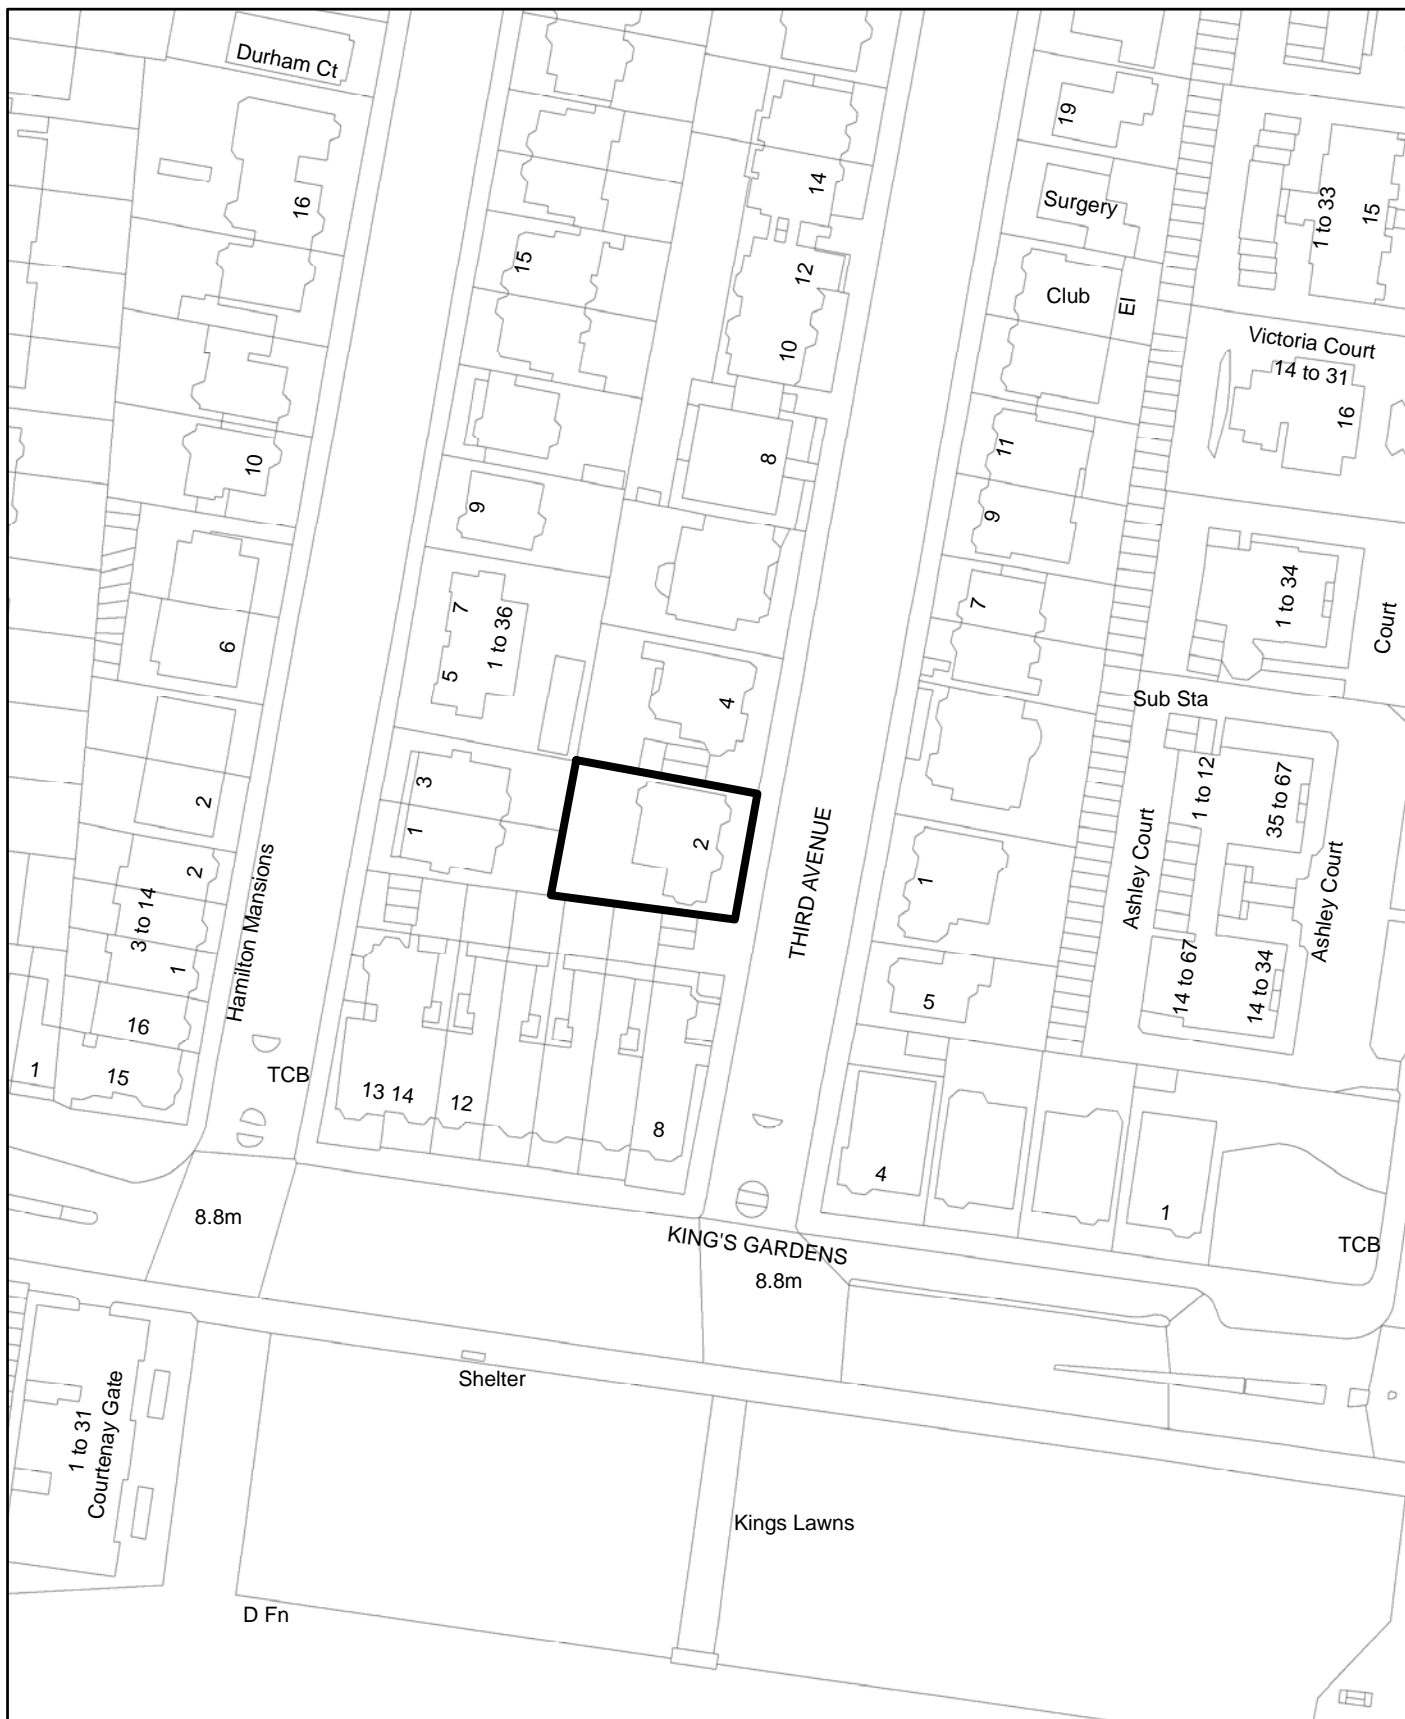 Durham Ct
16
15
14
12
10
19
Surgery
Club
El
1 to 33
15
Victoria Court
14 to 31
16
10
9
8
11
9
6
7
1 to 36
5
4
7
1 to 34
Court
Sub Sta
2
3
1
2
THIRD AVENUE
1
Ashley Court
1 to 12
35 to 67
Ashley Court
2
3 to 14
1
Hamilton Mansions
16
15
1
TCB
13 14
12
8
5
14 to 67
14 to 34
4
1
TCB
8.8m
KING'S GARDENS
8.8m
Shelter
1 to 31
Courtenay Gate
Kings Lawns
D Fn